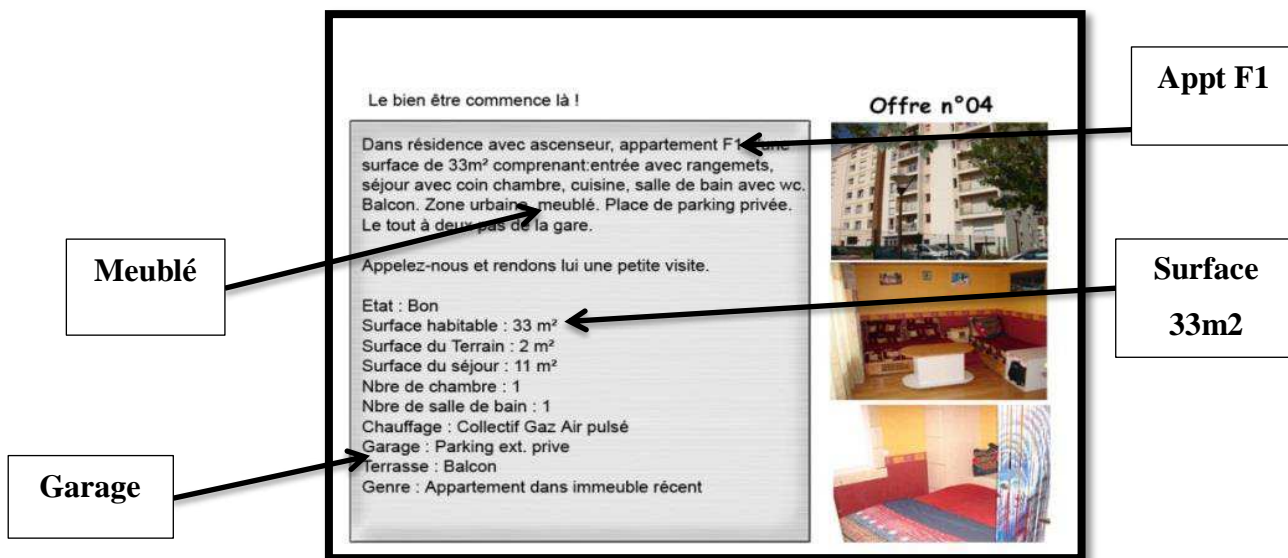 Appt F1
Le bien être commence là !
Offre n°04
Dans résidence avec ascenseur, appartement F1
surface de 33m² comprenant:entrée avec rangemets,
séjour avec coin chambre, cuisine, salle de bain avec wc.
Balcon. Zone urbaine, meublé. Place de parking privée.
Le tout à deux pas de la gare.
Meublé
Appelez-nous et rendons lui une petite visite.
Surface
33m2
Etat : Bon
Surface habitable : 33 m²
Surface du Terrain : 2 m²
Surface du séjour : 11 m²
Nbre de chambre : 1
Nbre de salle de bain : 1
Chauffage : Collectif Gaz Air pulsé
Garage : Parking ext. prive
Terrasse : Balcon
Genre : Appartement dans immeuble récent
Garage